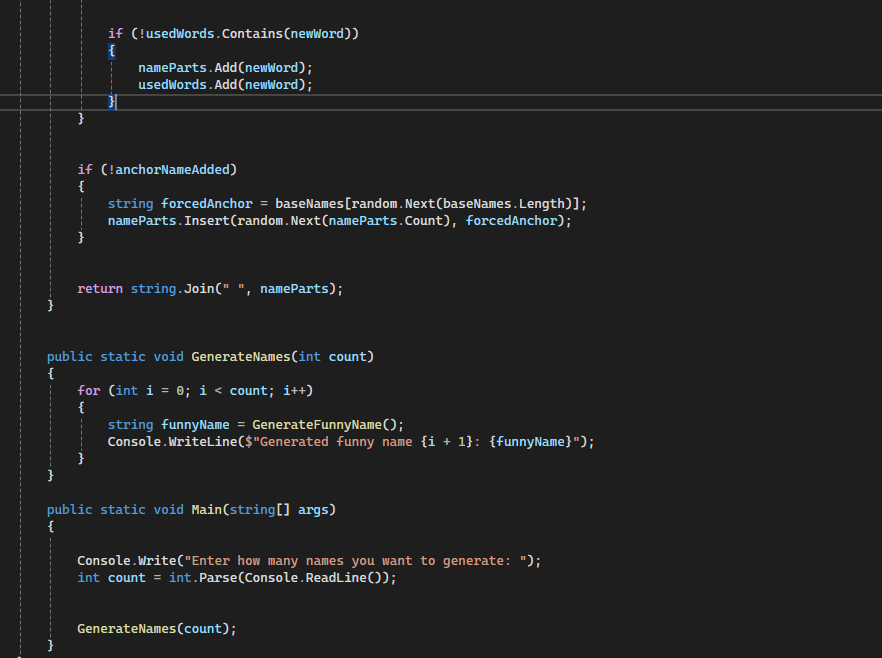 if (!usedWords.Contains(newWord))
{
nameParts.Add(newWord);
usedWords.Add(newWord);
}
}
if (!anchorNameAdded)
{
string forcedAnchor = baseNames[random.Next(baseNames.Length)];
nameParts.Insert(random.Next(nameParts.Count), forcedAnchor);
}
return string.Join(" ", nameParts);
}
public static void GenerateNames(int count)
{
for (int i = 0; i < count; i++)
{
string funnyName = GenerateFunnyName();
Console.WriteLine($"Generated funny name {i + 1}: {funnyName}");
}
}
public static void Main(string[] args)
{
Console.Write("Enter how many names you want to generate: ");
int count = int.Parse(Console.ReadLine());
GenerateNames(count);
}